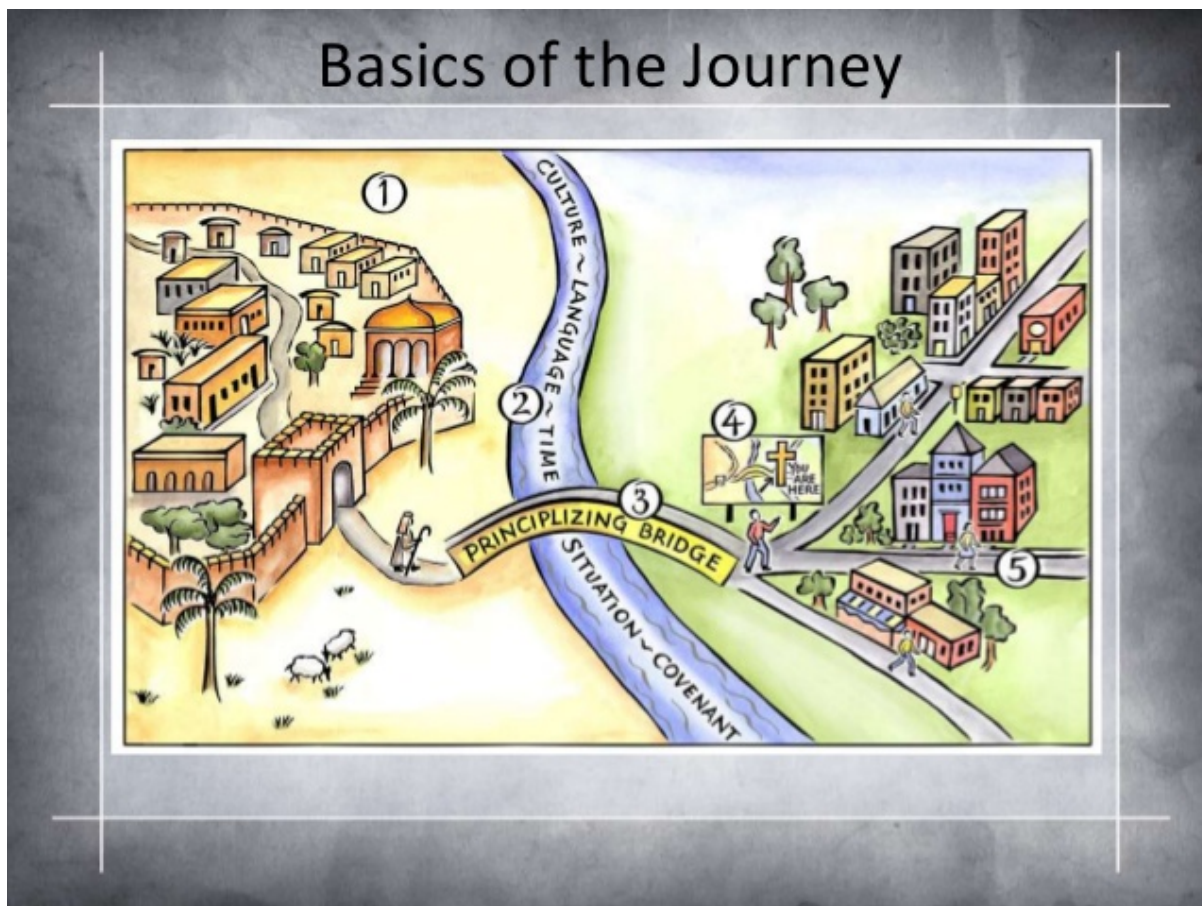 Basics of the Journey
1
CULTURE ~ LANGUAGE ~ TIME
2
3
PRINCIPLIZING BRIDGE
4
YOU
ARE
HERE
SITUATION ~ COVENANT
5